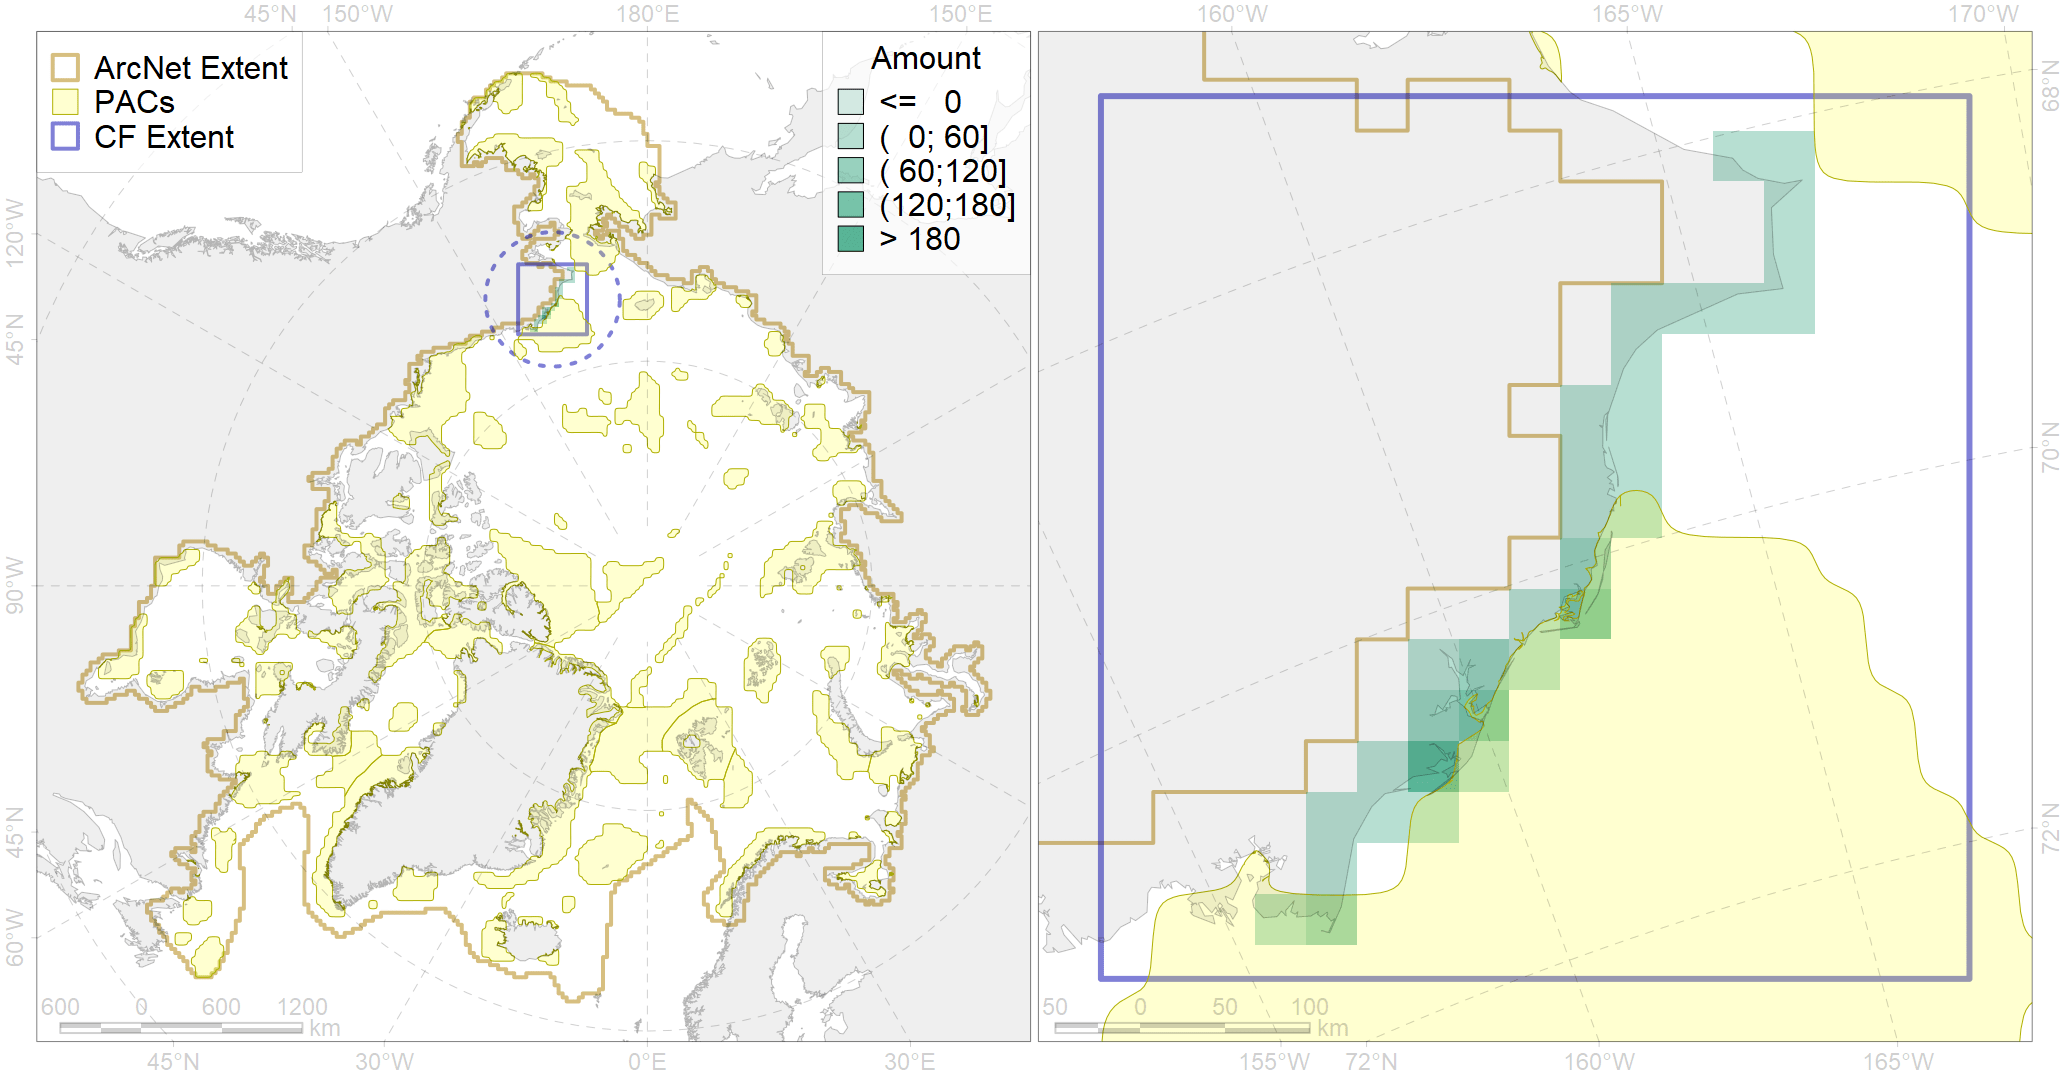 45°N 150°W 180°E 150°E 160°W 165°W 170°W
ArcNet Extent
PACs
CF Extent
Amount
<= 0
( 0; 60]
( 60;120]
(120;180]
> 180
120°W
45°N
90°W
45°N
60°W
68°N
70°N
72°N
600 0 600 1200
km
50 0 50 100
km
45°N 30°W 0°E 30°E 155°W 72°N 160°W 165°W